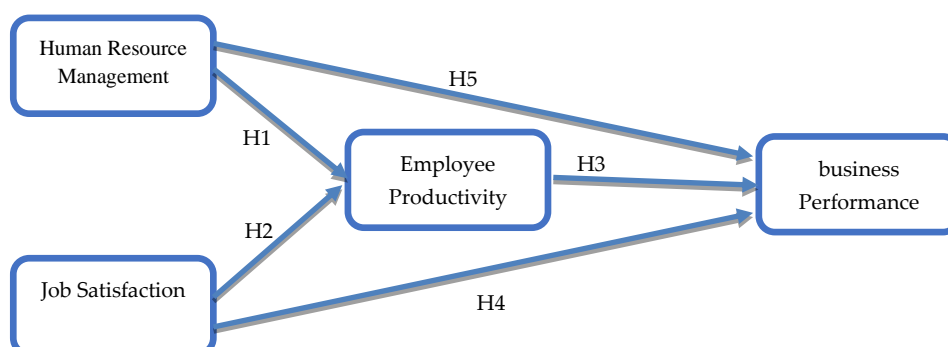 Human Resource
Management
H5
H1
Employee
Productivity
H3
business
Performance
H2
Job Satisfaction
H4